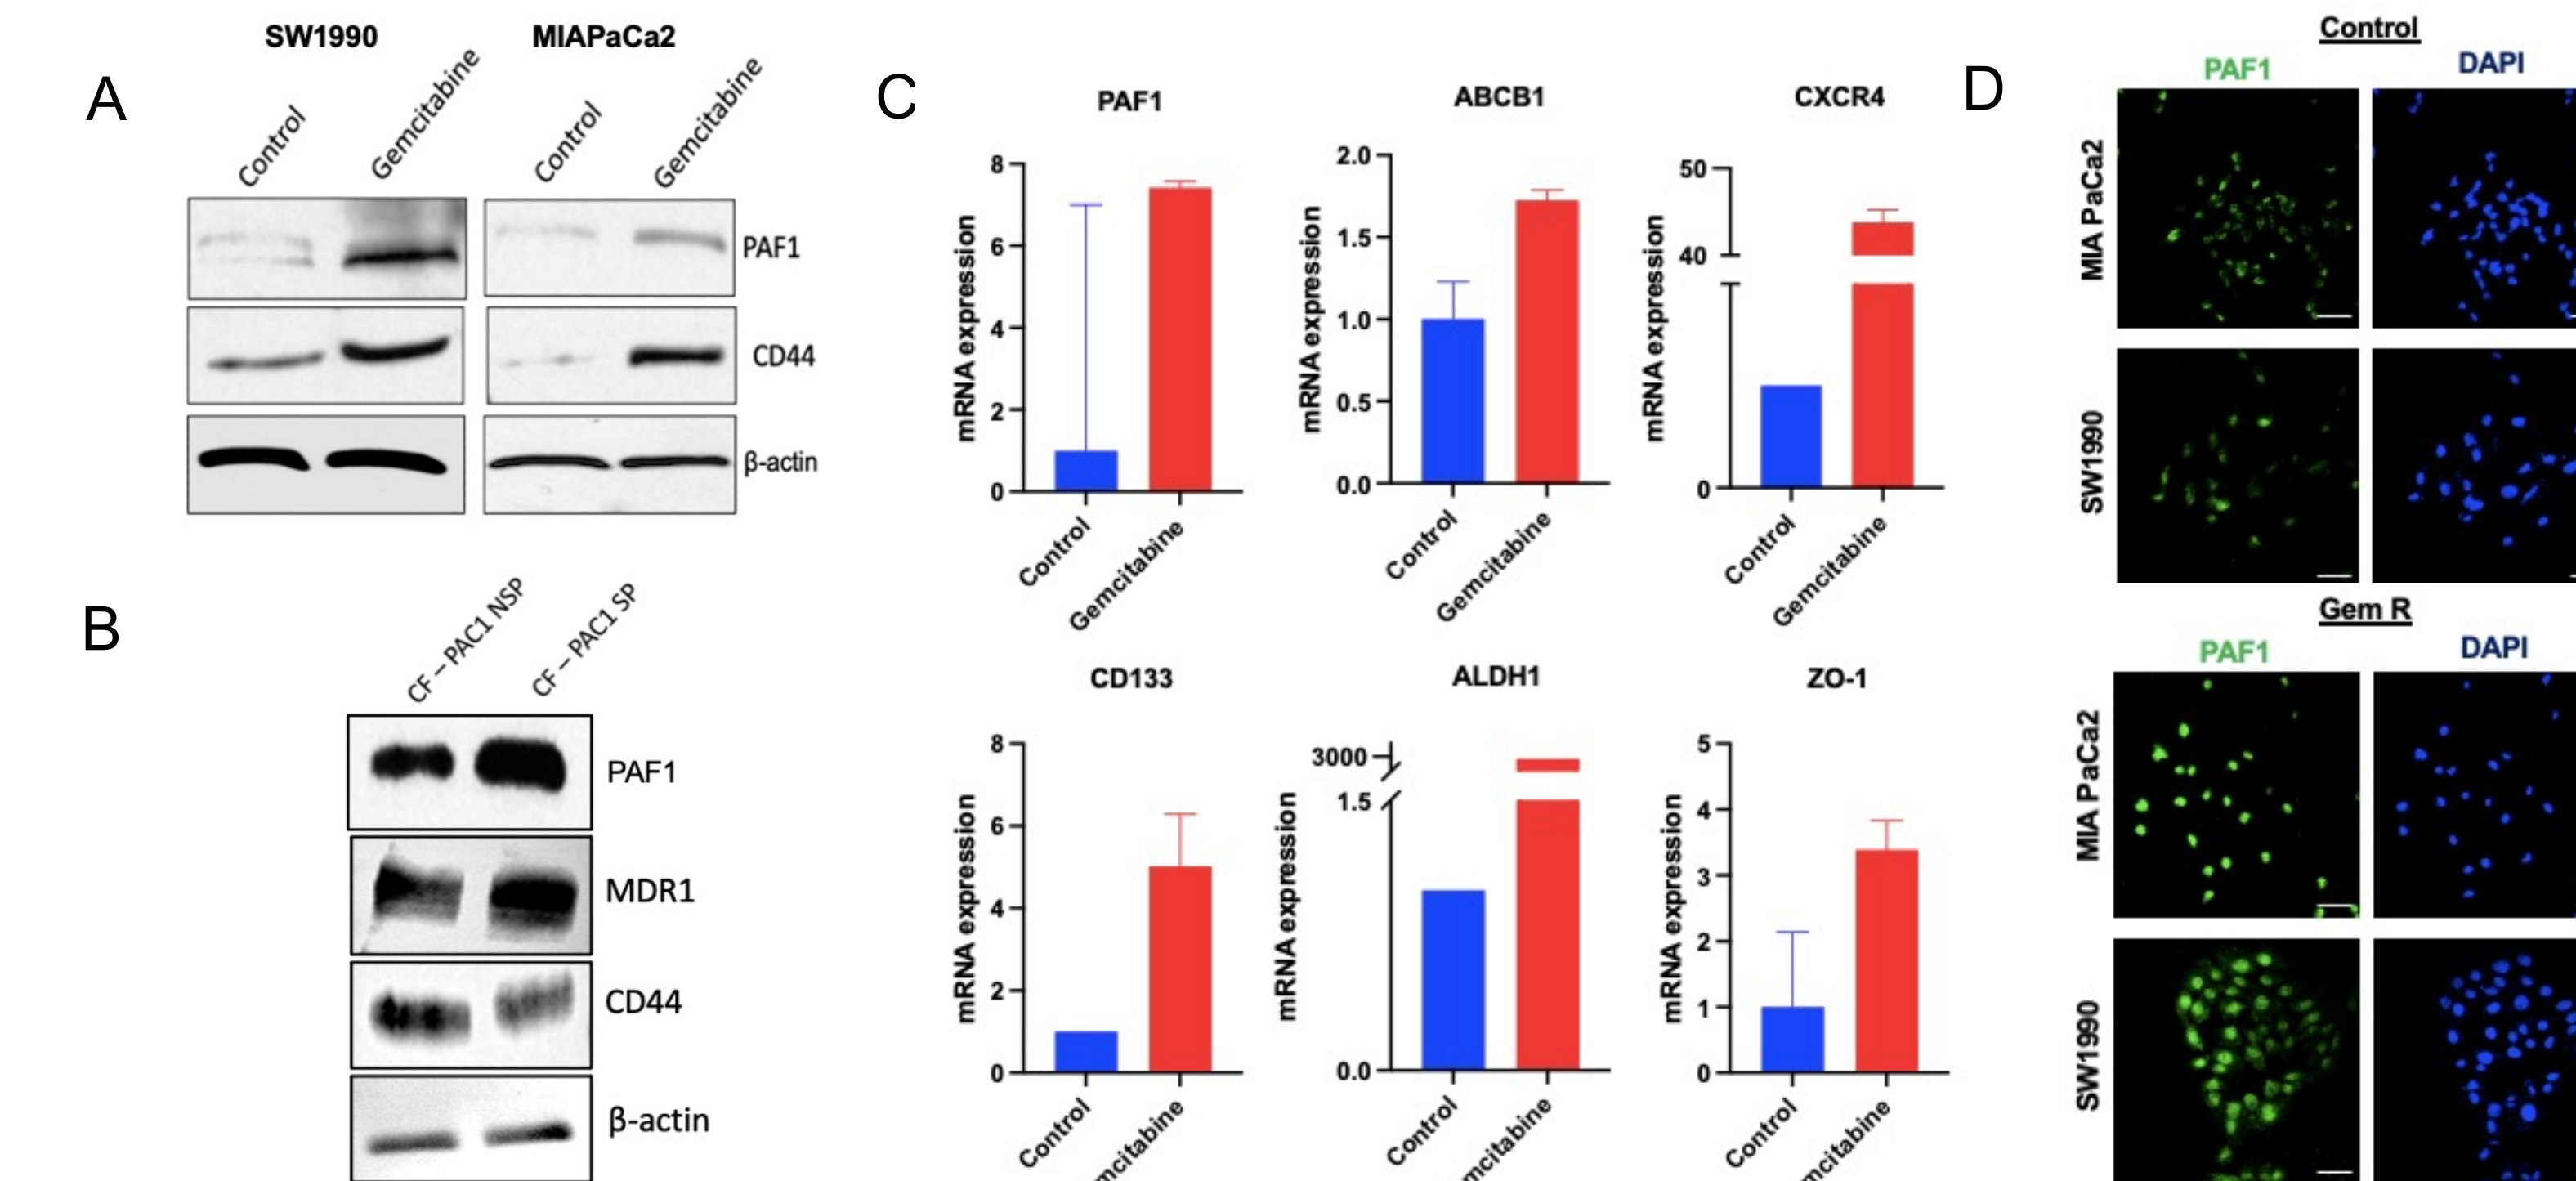 A
SW1990
MIAPaCa2
Control
Gemcitabine
Control
Gemcitabine
PAF1
CD44
β-actin
B
CF – PAC1 NSP
CF – PAC1 SP
PAF1
MDR1
CD44
β-actin
C
PAF1
mRNA expression
8
6
4
2
0
Control
Gemcitabine
ABCB1
mRNA expression
2.0
1.5
1.0
0.5
0.0
Control
Gemcitabine
CXCR4
mRNA expression
50
40
0
Control
Gemcitabine
CD133
mRNA expression
8
6
4
2
0
Control
mcitabine
ALDH1
mRNA expression
3000
1.5
0.0
Control
mcitabine
ZO-1
mRNA expression
5
4
3
2
1
0
Control
mcitabine
D
Control
PAF1
DAPI
MIA PaCa2
SW1990
Gem R
PAF1
DAPI
MIA PaCa2
SW1990